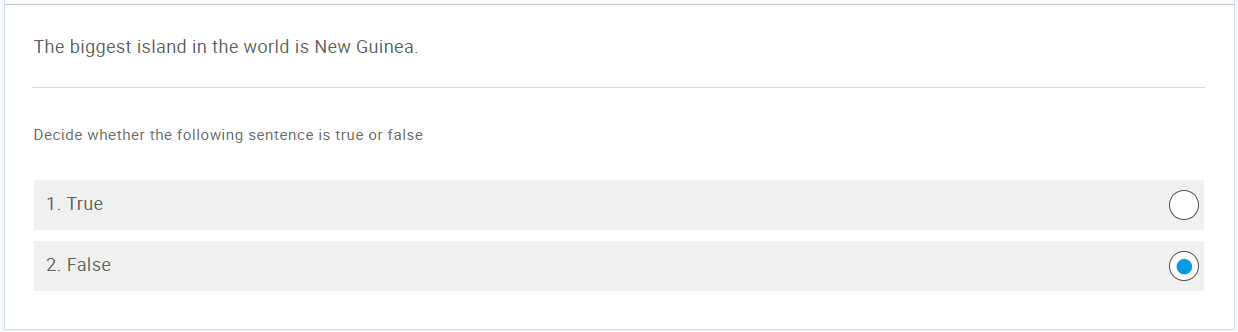 The biggest island in the world is New Guinea.
Decide whether the following sentence is true or false
1. True
2. False